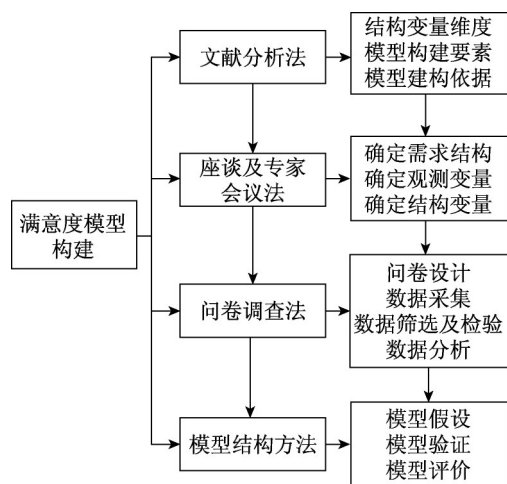 满意度模型
构建
文献分析法
结构变量维度
模型构建要素
模型建构依据
座谈及专家
会议法
确定需求结构
确定观测变量
确定结构变量
问卷调查法
问卷设计
数据采集
数据筛选及检验
数据分析
模型结构方法
模型假设
模型验证
模型评价